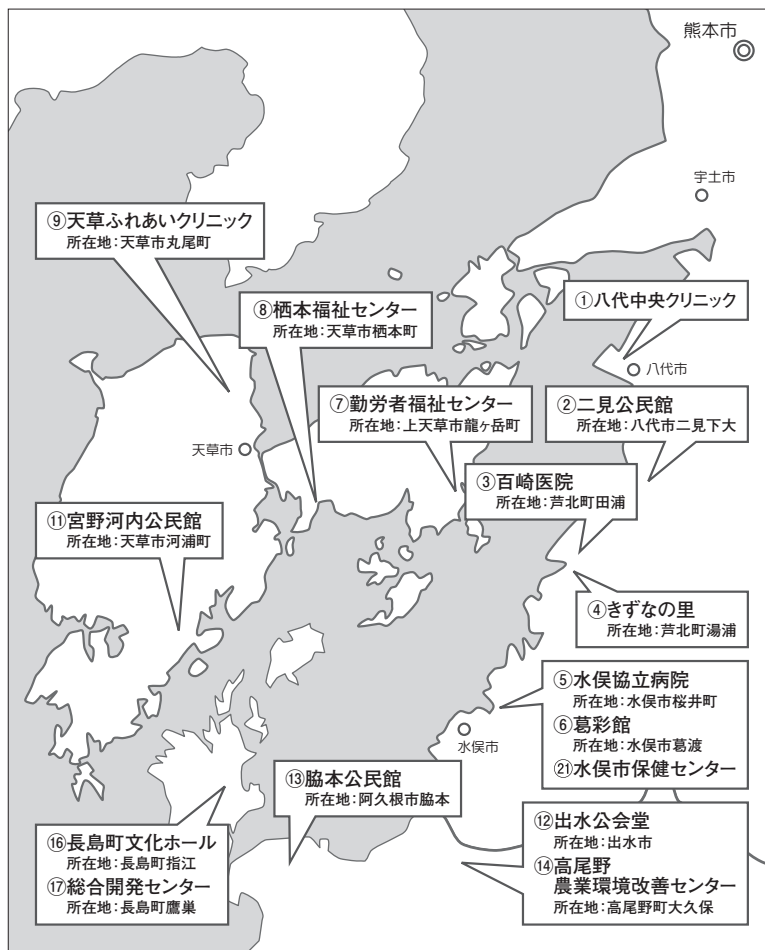 熊本市
宇土市
⑨天草ふれあいクリニック
所在地:天草市丸尾町
⑧栖本福祉センター
所在地:天草市栖本町
①八代中央クリニック
八代市
⑦勤労者福祉センター
所在地:上天草市龍ヶ岳町
②二見公民館
所在地:八代市二見下大
天草市
③百崎医院
所在地:芦北町田浦
⑪宮野河内公民館
所在地:天草市河浦町
④きずなの里
所在地:芦北町湯浦
⑤水俣協立病院
所在地:水俣市桜井町
⑥葛彩館
所在地:水俣市葛渡
㉑水俣市保健センター
水俣市
⑬脇本公民館
所在地:阿久根市脇本
⑯長島町文化ホール
所在地:長島町指江
⑰総合開発センター
所在地:長島町鷹巣
⑫出水公会堂
所在地:出水市
⑭高尾野
農業環境改善センター
所在地:高尾野町大久保